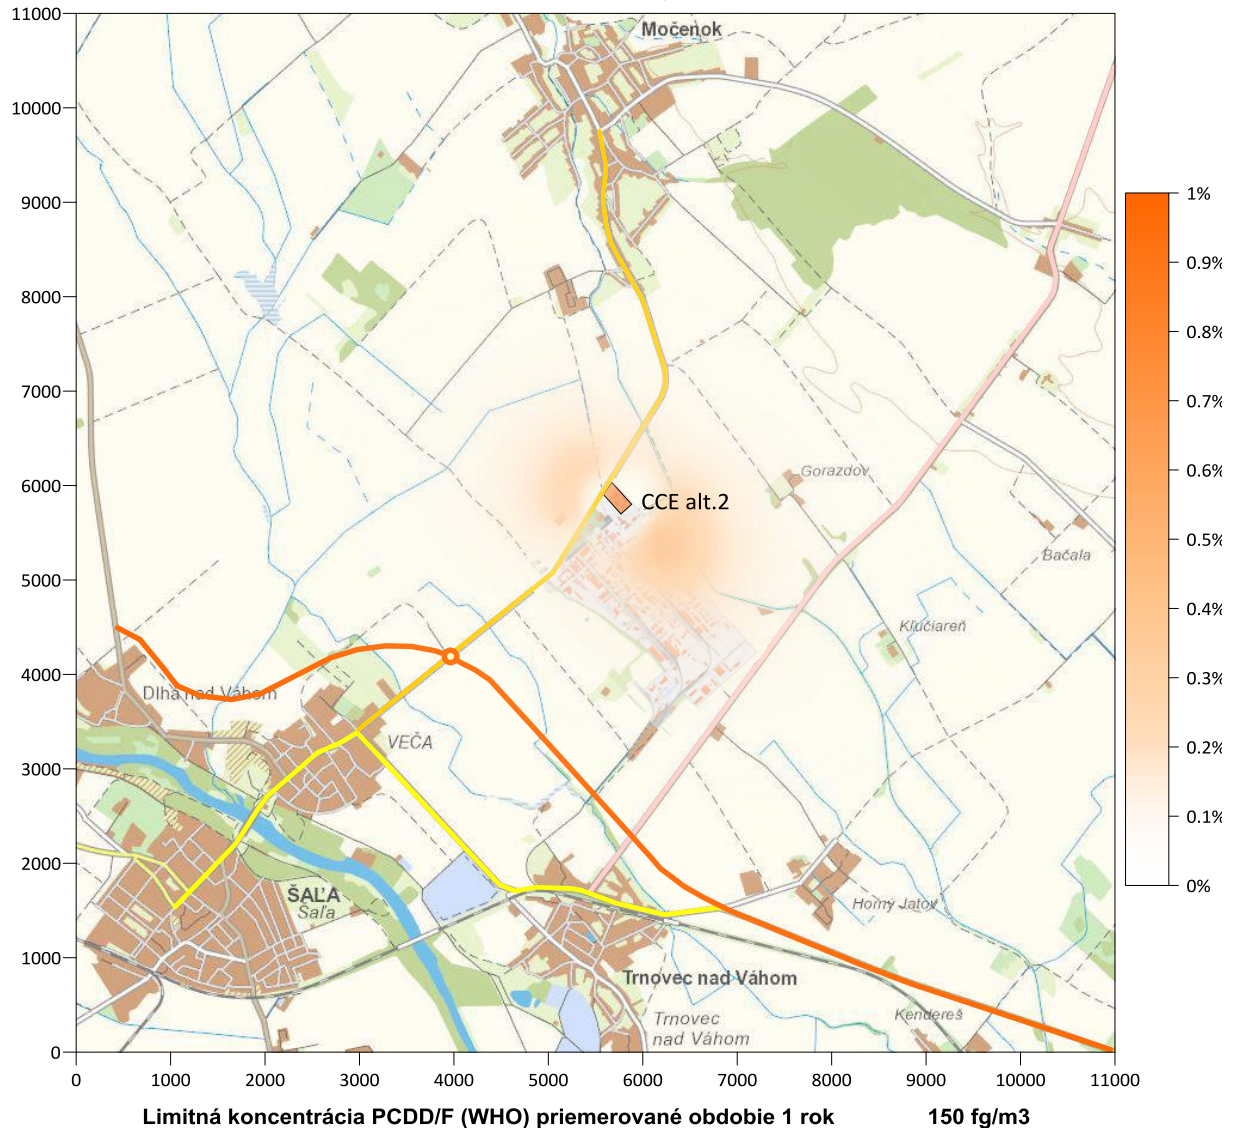 11000
10000
9000
8000
7000
6000
5000
4000
3000
2000
1000
0
0
1000
2000
3000
4000
5000
6000
7000
8000
9000
10000
11000
Močenok
Gorazdov
CCE alt.2
Bačala
Kľučiareň
Dlhá nad Váhom
VEČA
ŠAĽA
Šaľa
Horný Jatov
Trnovec nad Váhom
Trnovec
nad Váhom
Kendereš
1%
0.9%
0.8%
0.7%
0.6%
0.5%
0.4%
0.3%
0.2%
0.1%
0%
Limitná koncentrácia PCDD/F (WHO) priemerované obdobie 1 rok 150 fg/m3